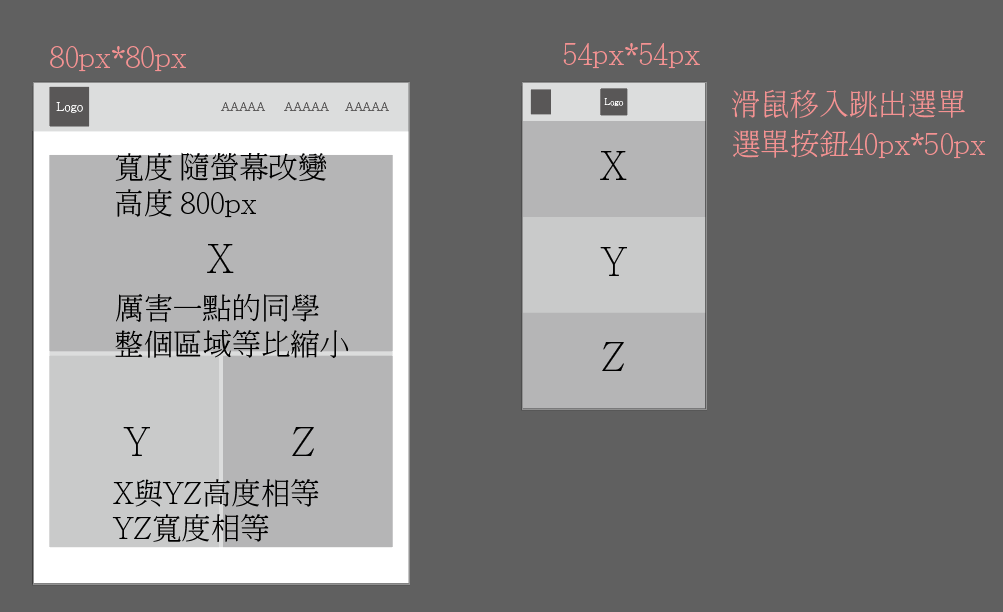 80px*80px
Logo
AAAAA AAAAA AAAAA
寬度 隨螢幕改變
高度 800px
X
厲害一點的同學
整個區域等比縮小
Y
Z
X與YZ高度相等
YZ寬度相等
54px*54px
Logo
X
Y
Z
滑鼠移入跳出選單
選單按鈕40px*50px